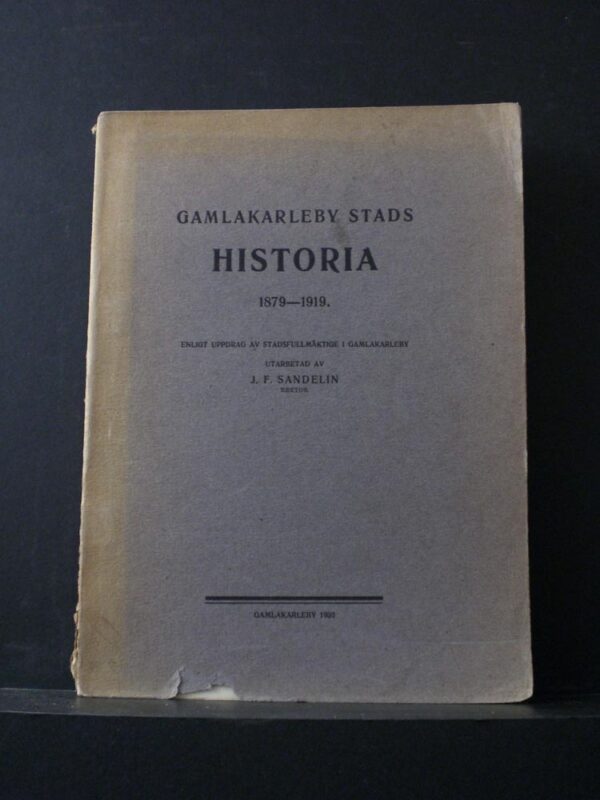 GAMLAKARLEBY STADS
HISTORIA
1879—1919.
ENLIGT UPPDRAG AV STADSFULLMÄKTIGE I GAMLAKARLEBY
UTARBETAD AV
J. F. SANDELIN
REKTOR
GAMLAKARLEBY